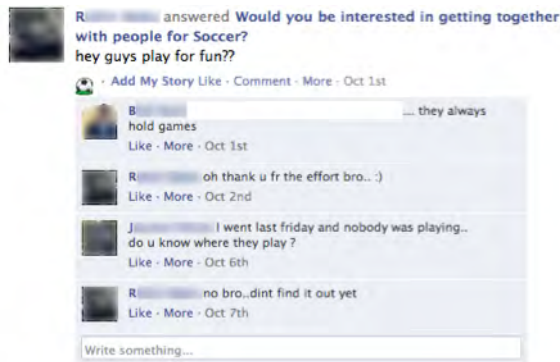 R answered Would you be interested in getting together
with people for Soccer?
hey guys play for fun??
· Add My Story Like · Comment · More · Oct 1st
B ... they always
hold games
Like · More · Oct 1st
R oh thank u fr the effort bro.. :)
Like · More · Oct 2nd
J I went last friday and nobody was playing..
do u know where they play ?
Like · More · Oct 6th
R no bro..dint find it out yet
Like · More · Oct 7th
Write something...